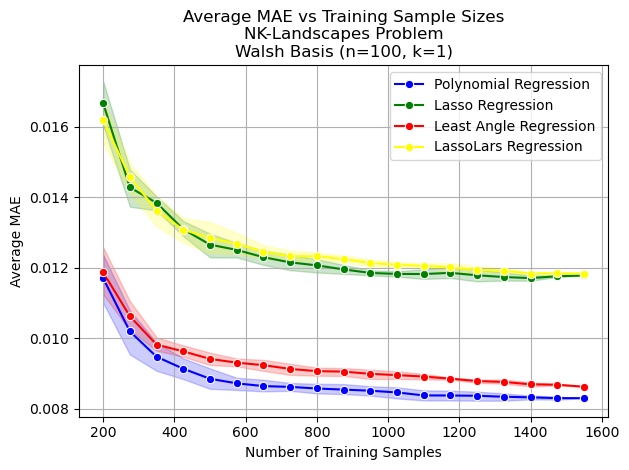 Average MAE vs Training Sample Sizes
NK-Landscapes Problem
Walsh Basis (n=100, k=1)
Polynomial Regression
Lasso Regression
Least Angle Regression
LassoLars Regression
Average MAE
0.016
0.014
0.012
0.010
0.008
200 400 600 800 1000 1200 1400 1600
Number of Training Samples